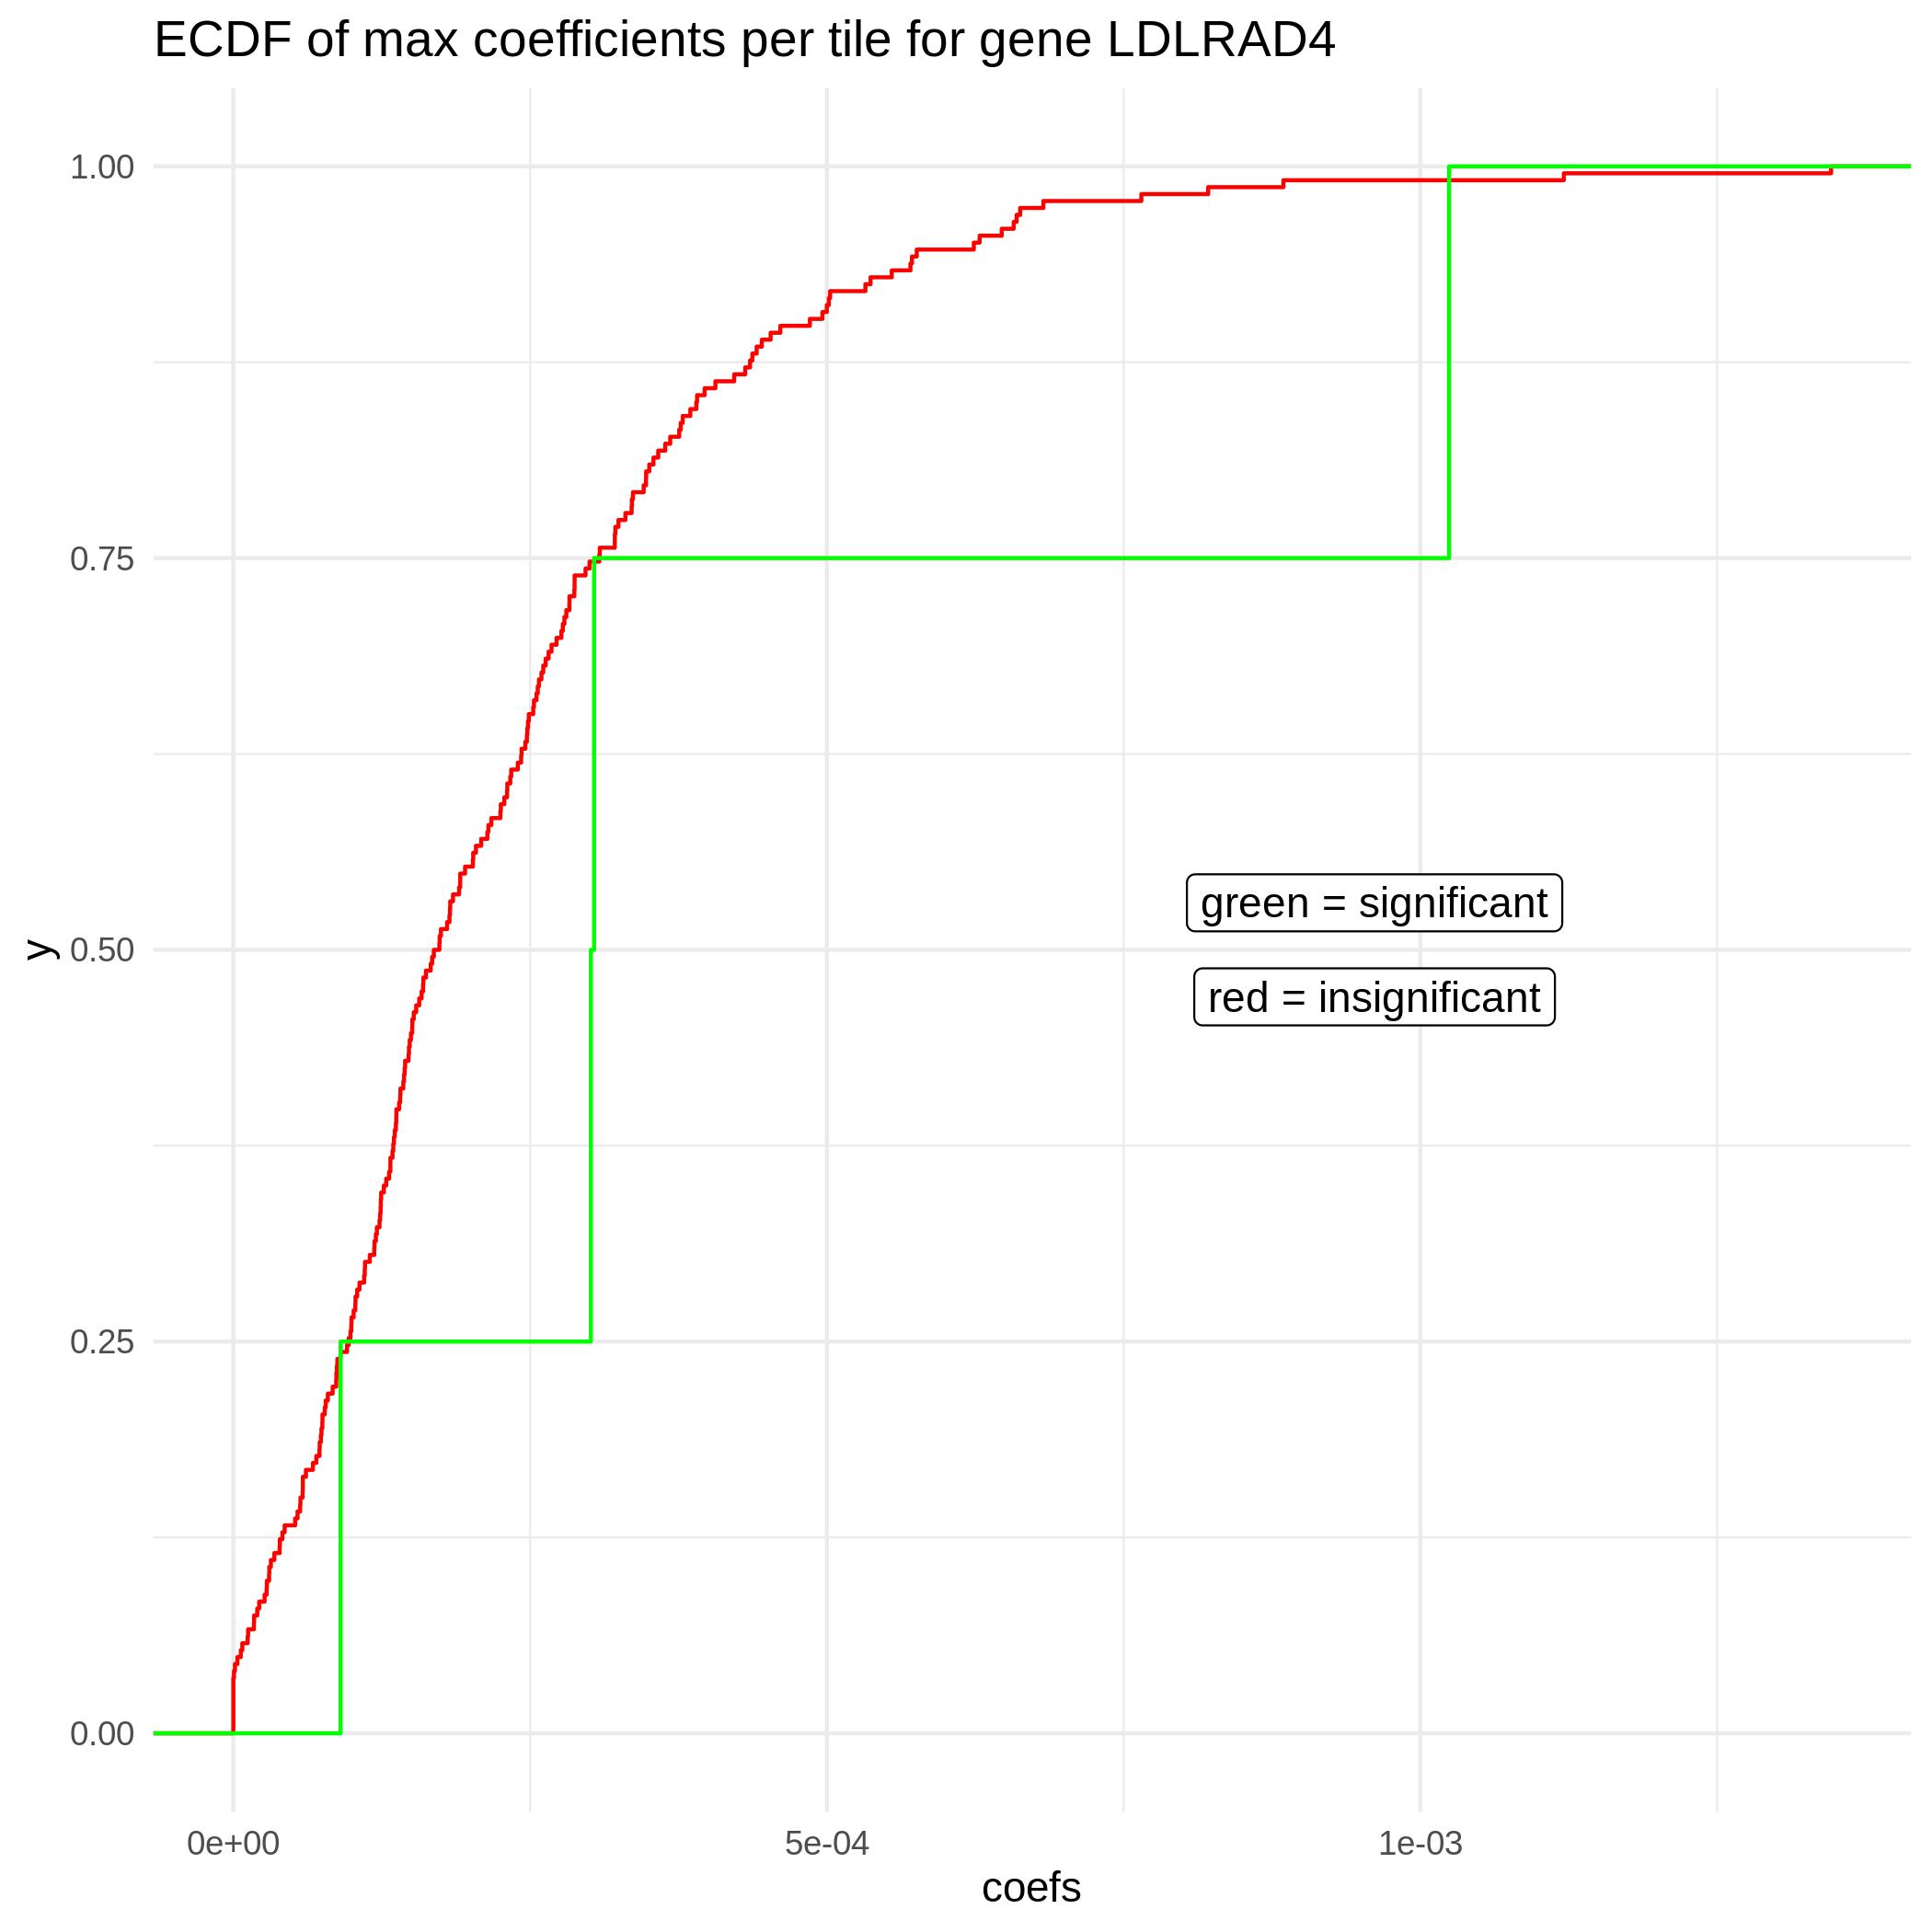 ECDF of max coefficients per tile for gene LDLRAD4
1.00
0.75
0.50
0.25
0.00
y
green = significant
red = insignificant
0e+00
5e-04
1e-03
coefs